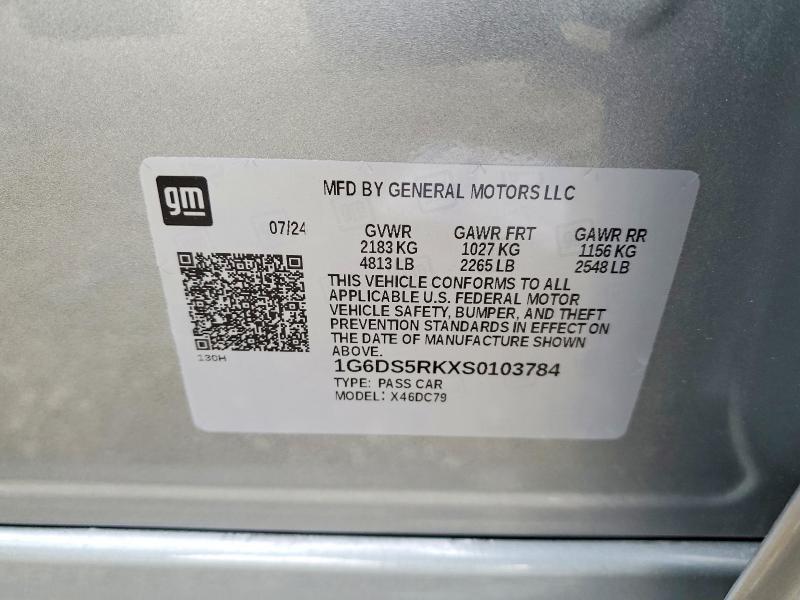 gm
MFD BY GENERAL MOTORS LLC
07/24
GVWR GAWR FRT GAWR RR
2183 KG 1027 KG 1156 KG
4813 LB 2265 LB 2548 LB
THIS VEHICLE CONFORMS TO ALL
APPLICABLE U.S. FEDERAL MOTOR
VEHICLE SAFETY, BUMPER, AND THEFT
PREVENTION STANDARDS IN EFFECT ON
THE DATE OF MANUFACTURE SHOWN
ABOVE.
130H
1G6DS5RKXS0103784
TYPE: PASS CAR
MODEL: X46DC79